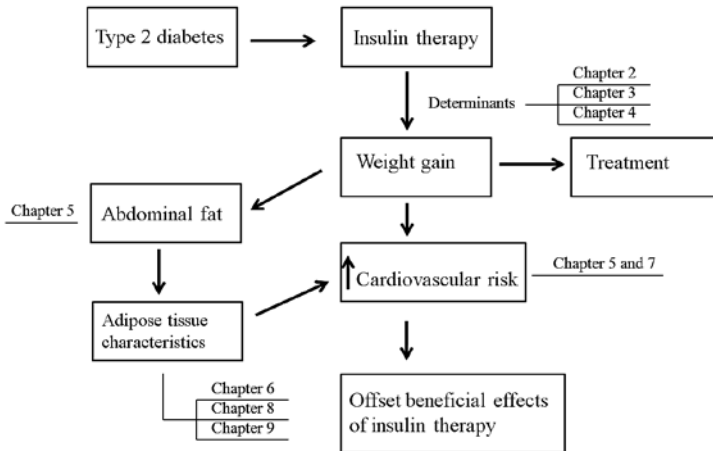 Type 2 diabetes
Insulin therapy
Chapter 2
Determinants
Chapter 3
Chapter 4
Weight gain
Treatment
Chapter 5
Abdominal fat
Cardiovascular risk
Chapter 5 and 7
Adipose tissue
characteristics
Chapter 6
Chapter 8
Chapter 9
Offset beneficial effects
of insulin therapy